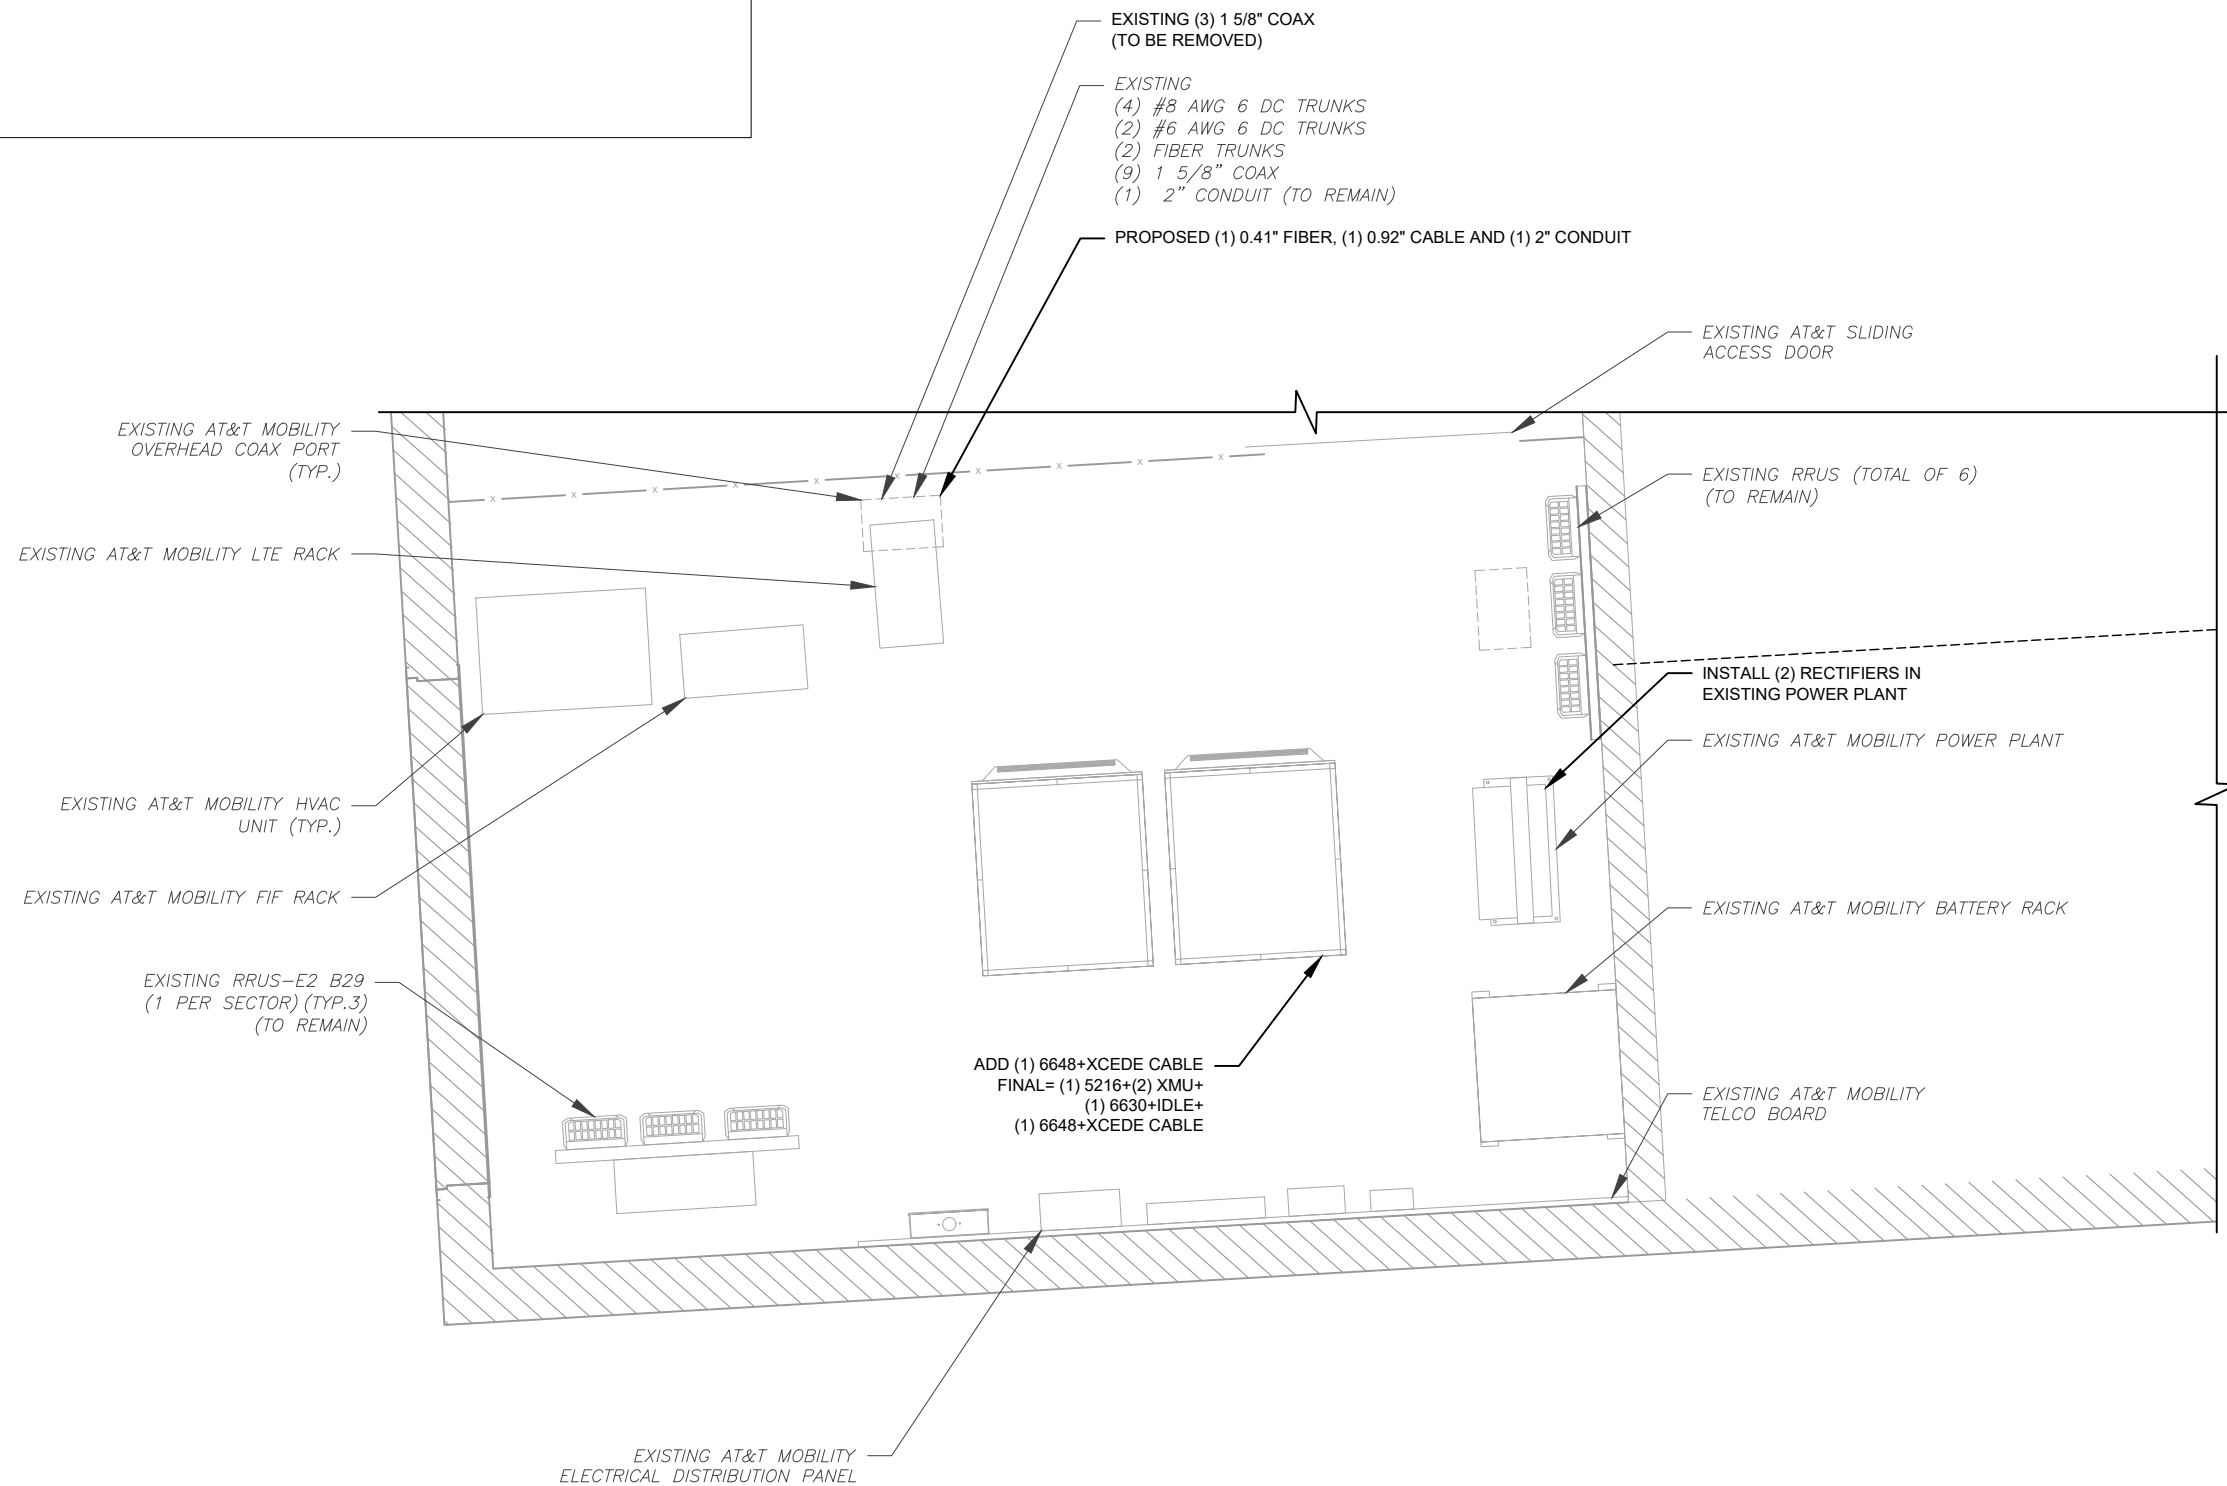 EXISTING (3) 1 5/8" COAX
(TO BE REMOVED)
EXISTING
(4) #8 AWG 6 DC TRUNKS
(2) #6 AWG 6 DC TRUNKS
(2) FIBER TRUNKS
(9) 1 5/8" COAX
(1) 2" CONDUIT (TO REMAIN)
PROPOSED (1) 0.41" FIBER, (1) 0.92" CABLE AND (1) 2" CONDUIT
EXISTING AT&T SLIDING
ACCESS DOOR
EXISTING AT&T MOBILITY
OVERHEAD COAX PORT
(TYP.)
EXISTING RRUS (TOTAL OF 6)
(TO REMAIN)
EXISTING AT&T MOBILITY LTE RACK
INSTALL (2) RECTIFIERS IN
EXISTING POWER PLANT
EXISTING AT&T MOBILITY POWER PLANT
EXISTING AT&T MOBILITY HVAC
UNIT (TYP.)
EXISTING AT&T MOBILITY FIF RACK
EXISTING AT&T MOBILITY BATTERY RACK
EXISTING RRUS-E2 B29
(1 PER SECTOR) (TYP.3)
(TO REMAIN)
ADD (1) 6648+XCEDE CABLE
FINAL= (1) 5216+(2) XMU+
(1) 6630+IDLE+
(1) 6648+XCEDE CABLE
EXISTING AT&T MOBILITY
TELCO BOARD
EXISTING AT&T MOBILITY
ELECTRICAL DISTRIBUTION PANEL